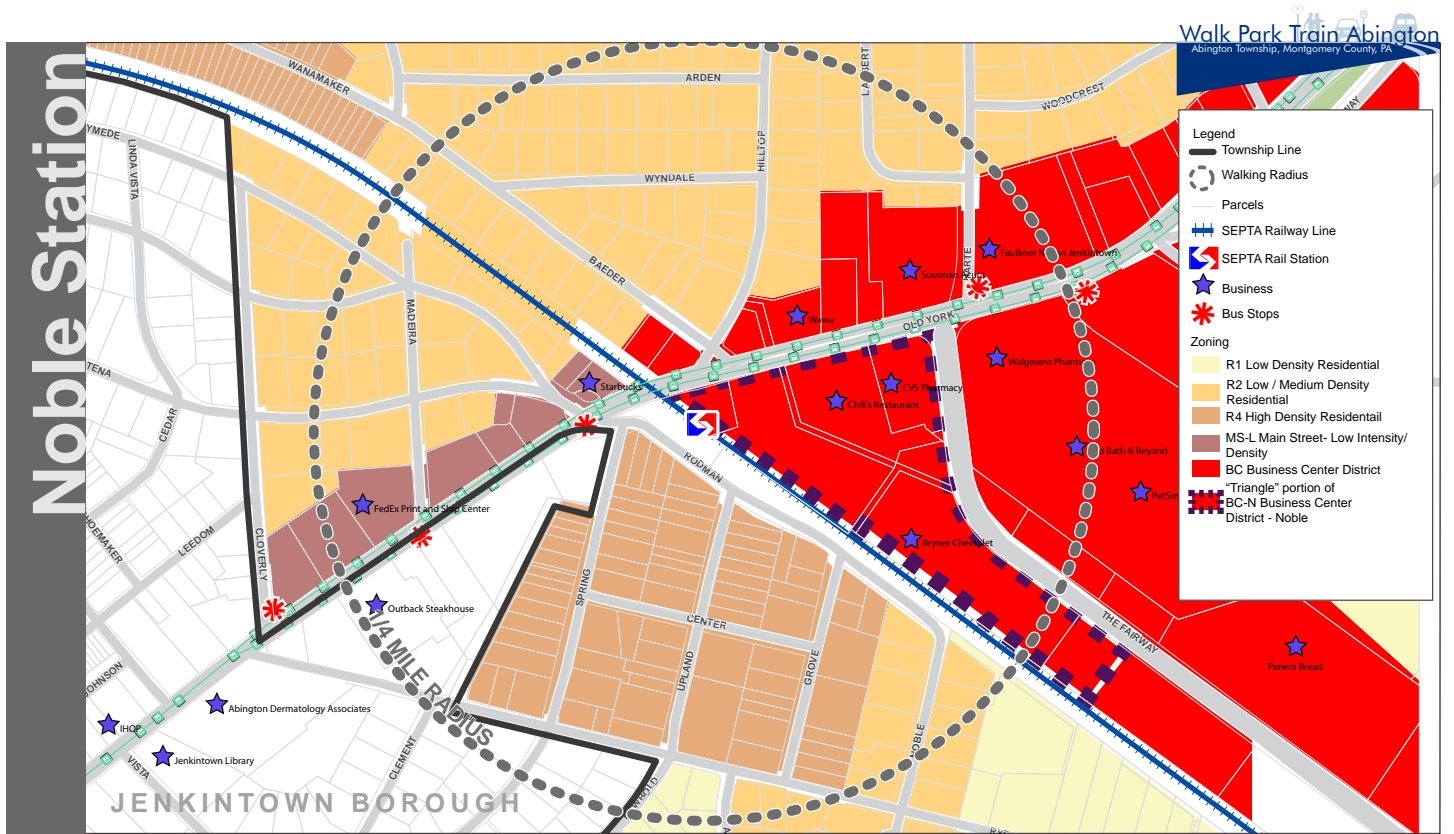 Walk Park Train Abington
Abington Township, Montgomery County, PA
Noble Station
Legend
Township Line
Walking Radius
Parcels
SEPTA Railway Line
SEPTA Rail Station
Business
Bus Stops
Zoning
R1 Low Density Residential
R2 Low / Medium Density
Residential
R4 High Density Residentail
MS-L Main Street- Low Intensity/
Density
BC Business Center District
“Triangle” portion of
BC-N Business Center
District - Noble
WANAMAKER
ARDEN
WOODCREST
WAY
YMEDE
LINDA VISTA
HILLTOP
WYNDALE
BAEDER
MADEIRA
Faulkner
Jenkintown
Sussman Acura
Wawa
OLD YORK
Walgreens Pharmacy
Starbucks
CVS Pharmacy
Chili's Restaurant
TENA
CEDAR
Bath & Beyond
RODMAN
PetSm
FedEx Print and Ship Center
HOEMAKER
LEEDOM
CLOVERLY
Bryner Chevrolet
SPRING
Outback Steakhouse
CENTER
THE FAIRWAY
1/4 MILE RADIUS
UPLAND
GROVE
Panera Bread
JOHNSON
Abington Dermatology Associates
IHOP
NOBLE
VISTA
Jenkintown Library
CLEMENT
JENKINTOWN BOROUGH